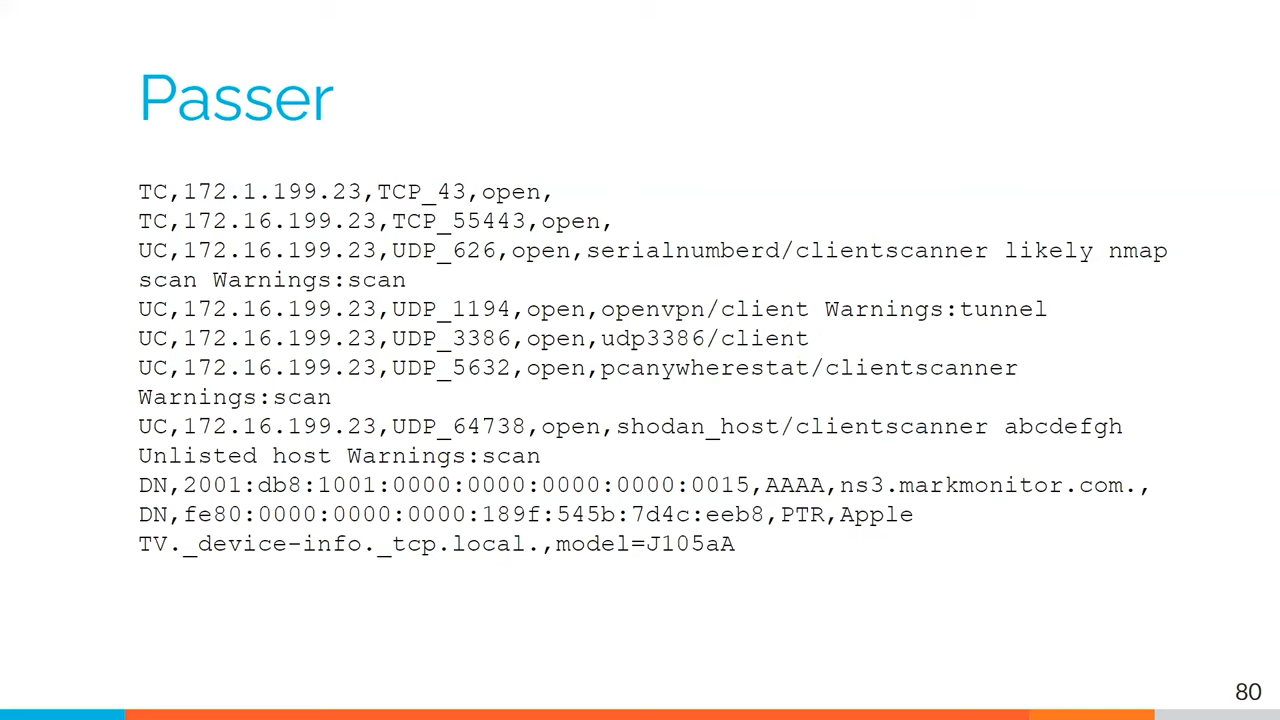 Passer
TC,172.1.199.23,TCP_43,open,
TC,172.16.199.23,TCP_55443,open,
UC,172.16.199.23,UDP_626,open,serialnumberd/clientscanner likely nmap
scan Warnings:scan
UC,172.16.199.23,UDP_1194,open,openvpn/client Warnings:tunnel
UC,172.16.199.23,UDP_3386,open,udp3386/client
UC,172.16.199.23,UDP_5632,open,pcanywherestat/clientscanner
Warnings:scan
UC,172.16.199.23,UDP_64738,open,shodan_host/clientscanner abcdefgh
Unlisted host Warnings:scan
DN,2001:db8:1001:0000:0000:0000:0000:0015,AAAA,ns3.markmonitor.com.,
DN,fe80:0000:0000:0000:189f:545b:7d4c:eeb8,PTR,Apple
TV._device-info._tcp.local.,model=J105aA
80